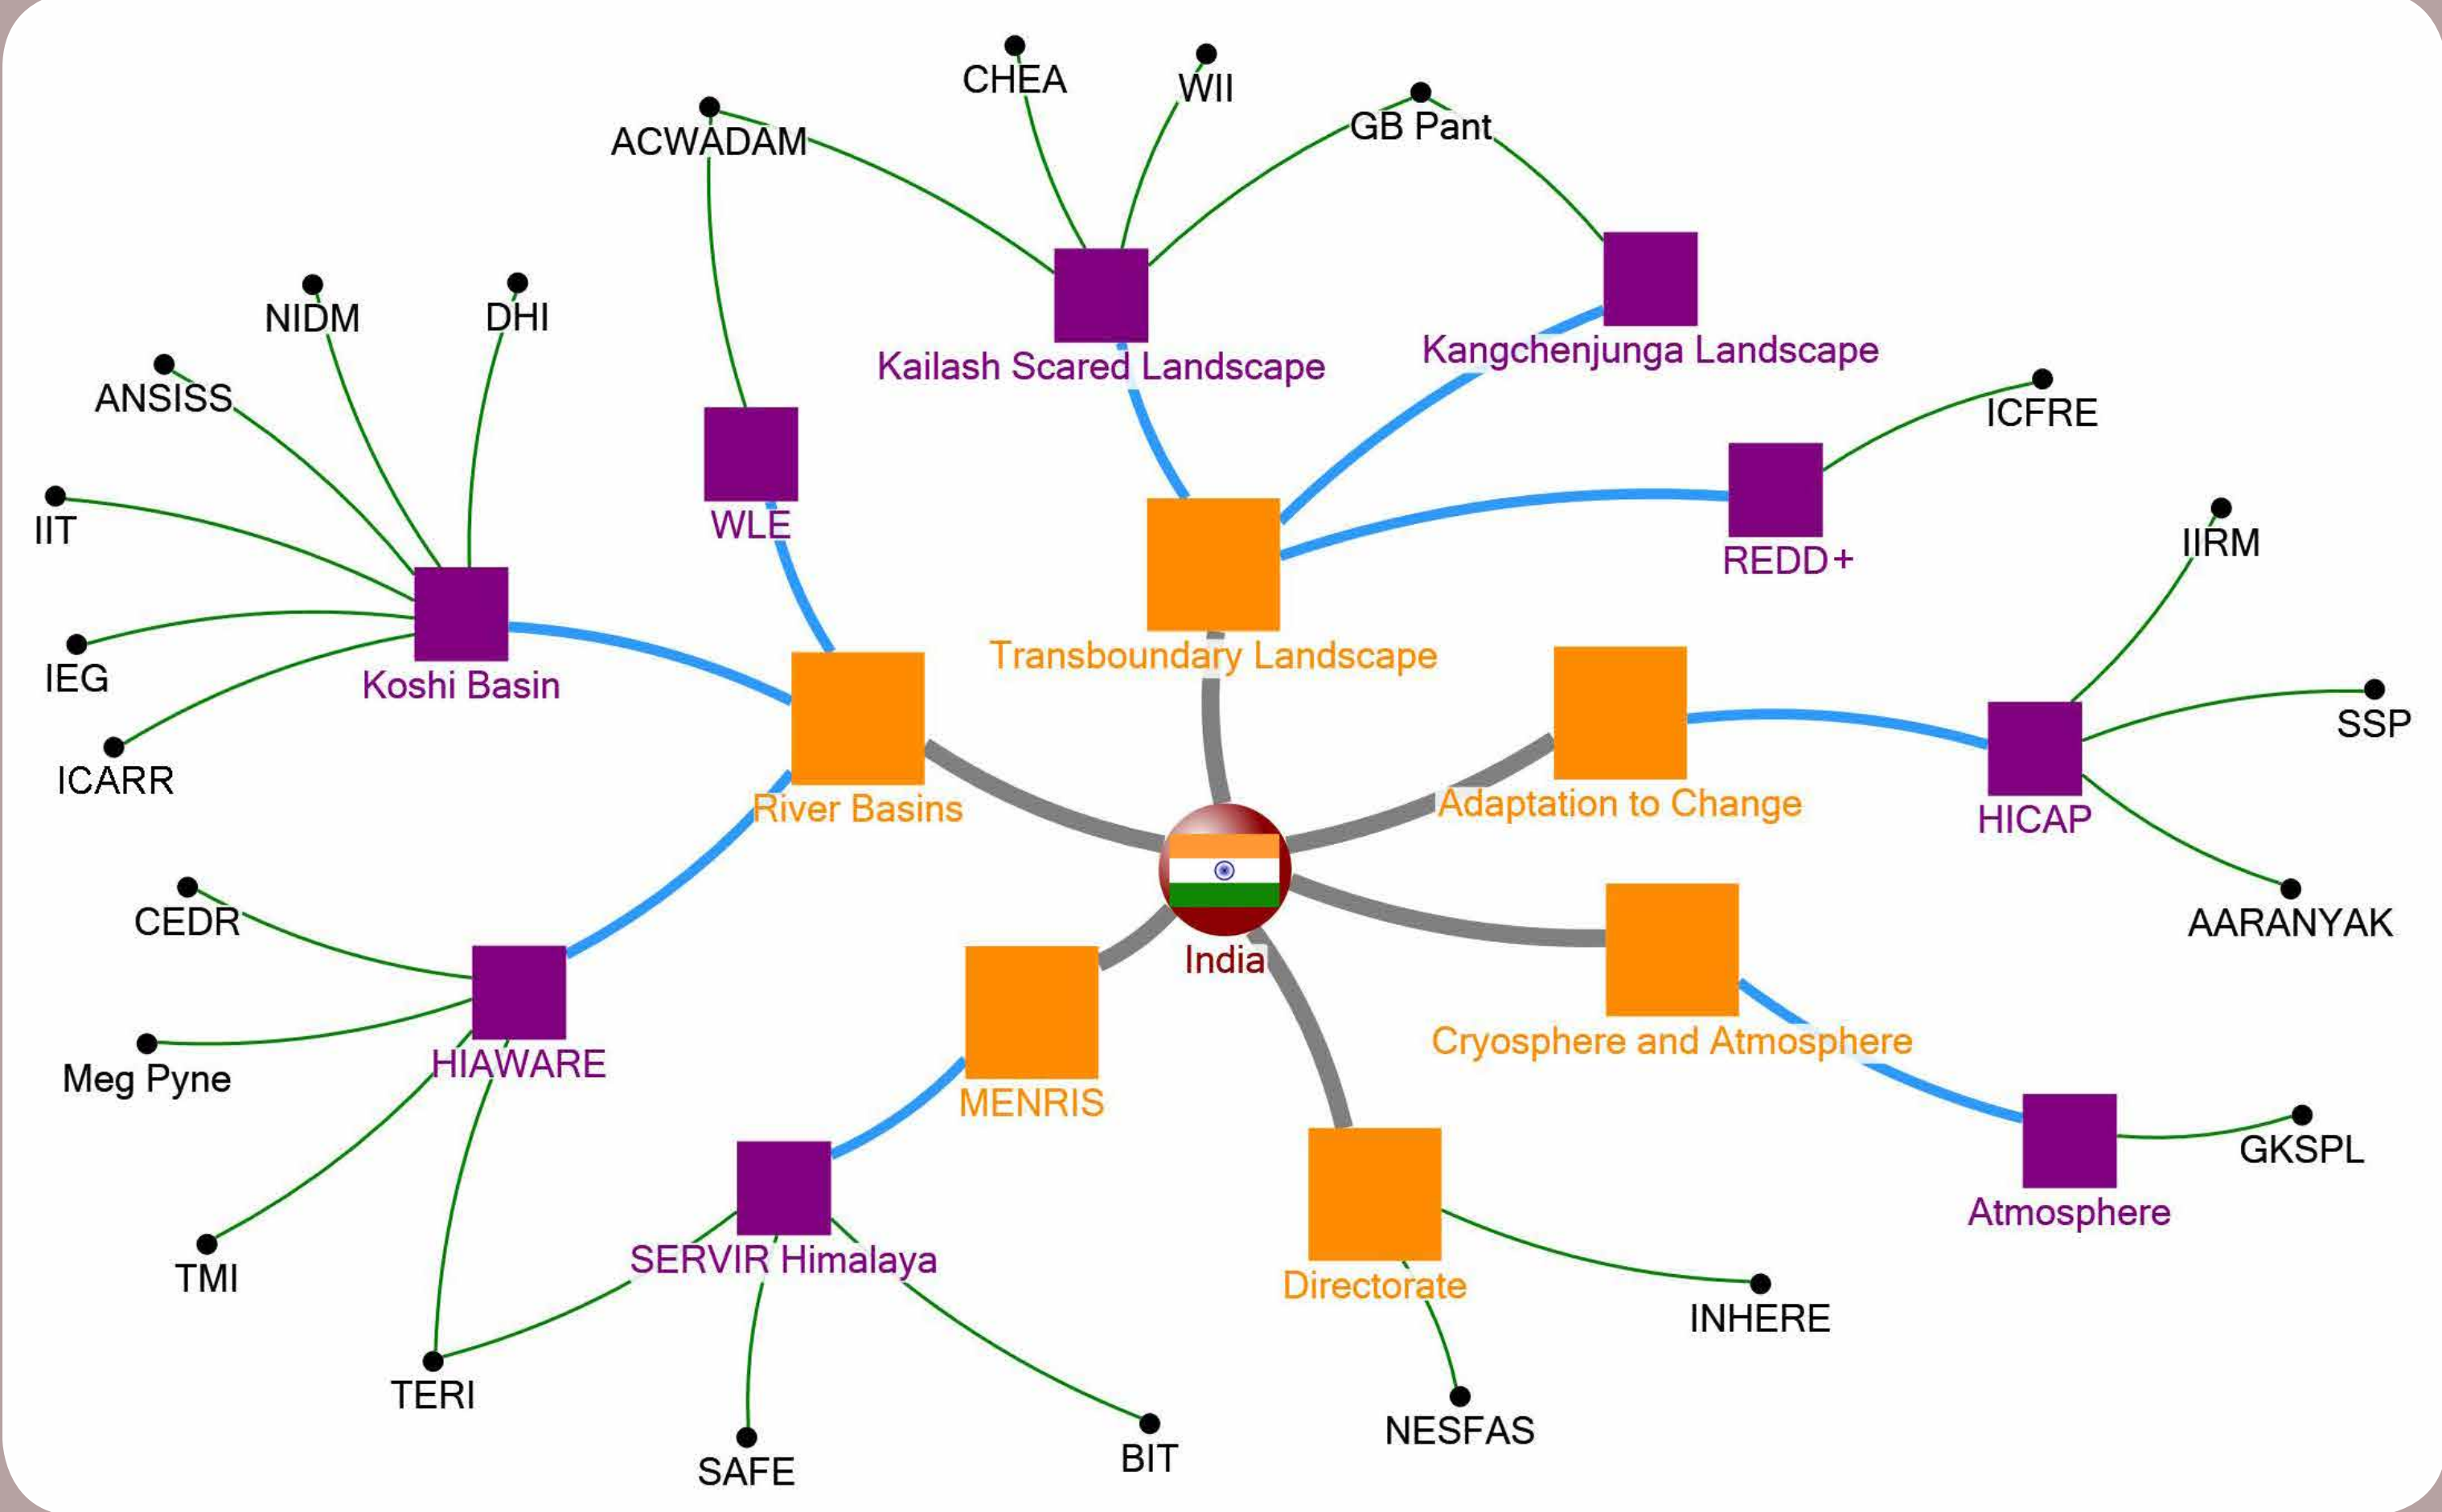 CHEA
WII
GB Pant
ACWADAM
NIDM
DHI
Kailash Scared Landscape
Kangchenjunga Landscape
ANSISS
ICFRE
WLE
IIT
IIRM
REDD+
Transboundary Landscape
IEG
Koshi Basin
SSP
ICARR
River Basins
Adaptation to Change
HICAP
CEDR
AARANYAK
India
Cryosphere and Atmosphere
HIAWARE
Meg Pyne
MENRIS
GKSPL
Atmosphere
SERVIR Himalaya
TMI
Directorate
INHERE
TERI
NESFAS
BIT
SAFE